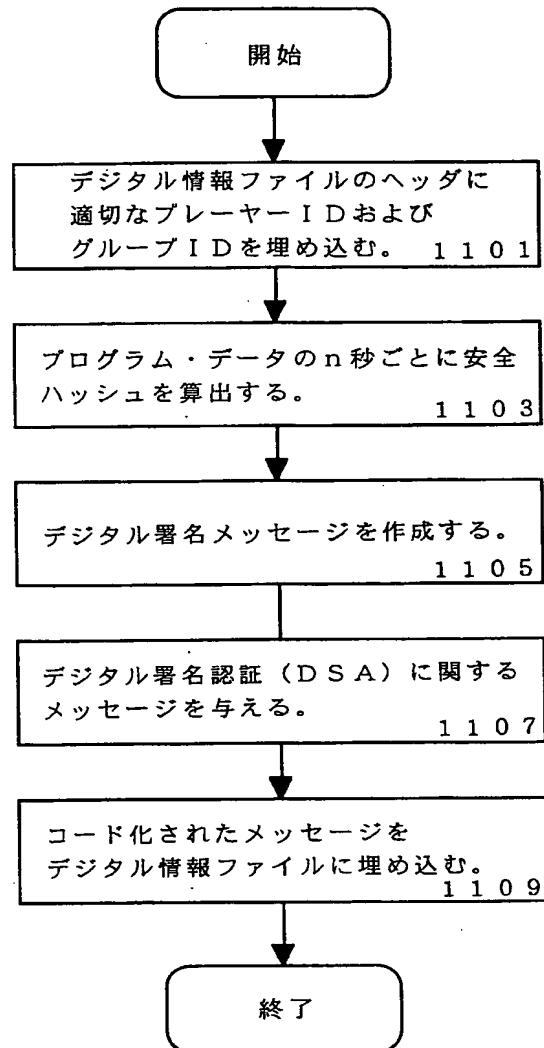 開始
デジタル情報ファイルのヘッダに
適切なプレーヤーＩＤおよび
グループＩＤを埋め込む。 １１０１
プログラム・データのｎ秒ごとに安全
ハッシュを算出する。
１１０３
デジタル署名メッセージを作成する。
１１０５
デジタル署名認証（ＤＳＡ）に関する
メッセージを与える。
１１０７
コード化されたメッセージを
デジタル情報ファイルに埋め込む。
１１０９
終了